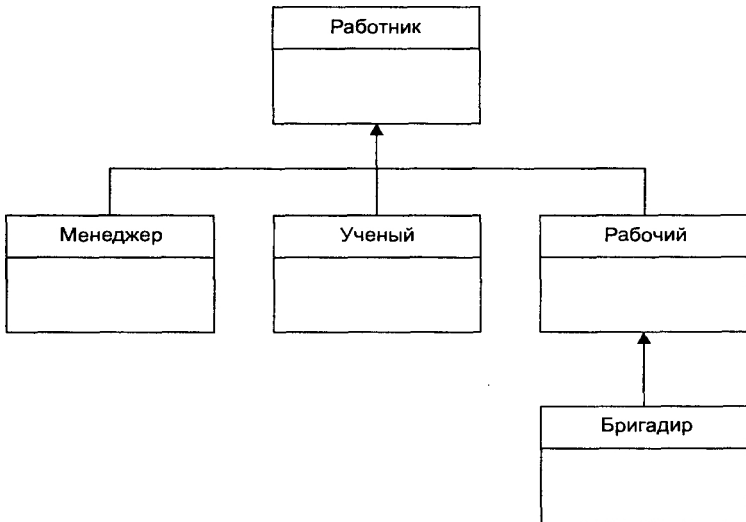 Работник
Менеджер
Ученый
Рабочий
Бригадир